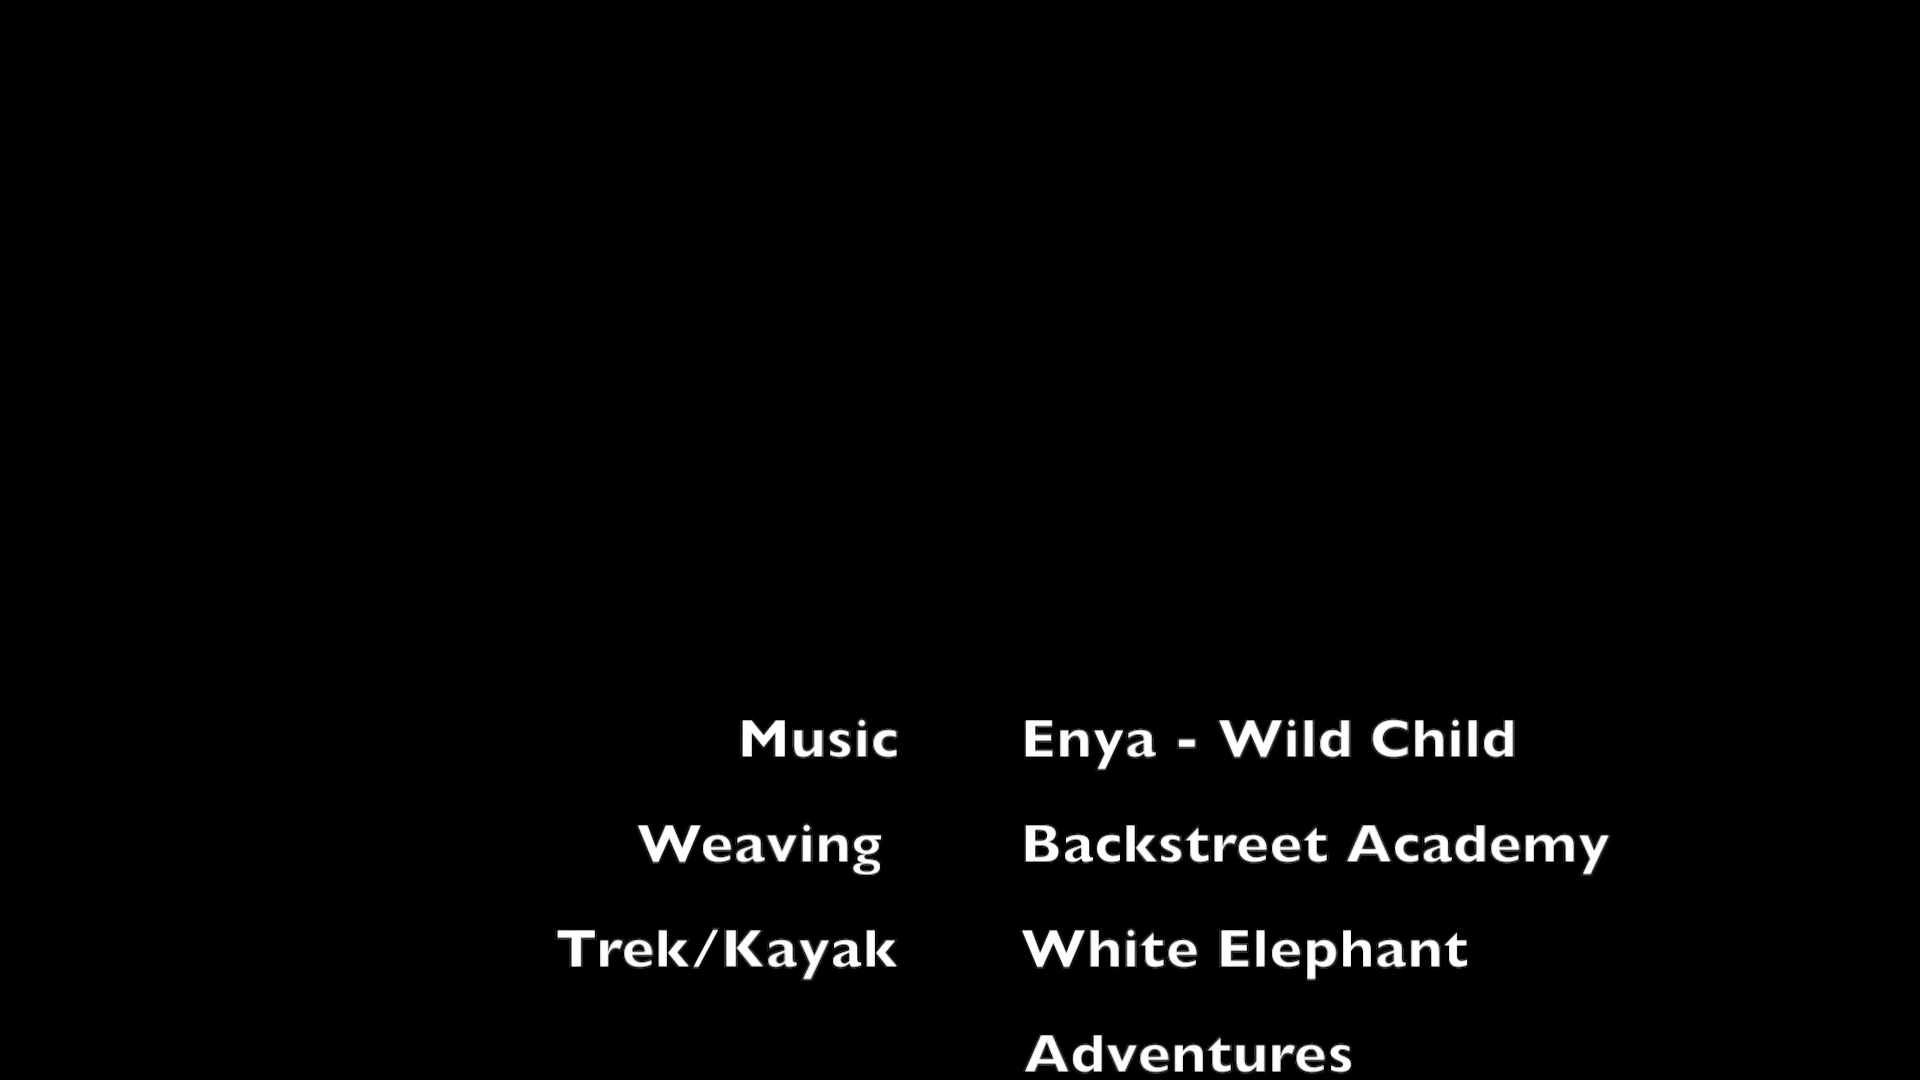 Music Enya - Wild Child
Weaving Backstreet Academy
Trek/Kayak White Elephant
Adventures